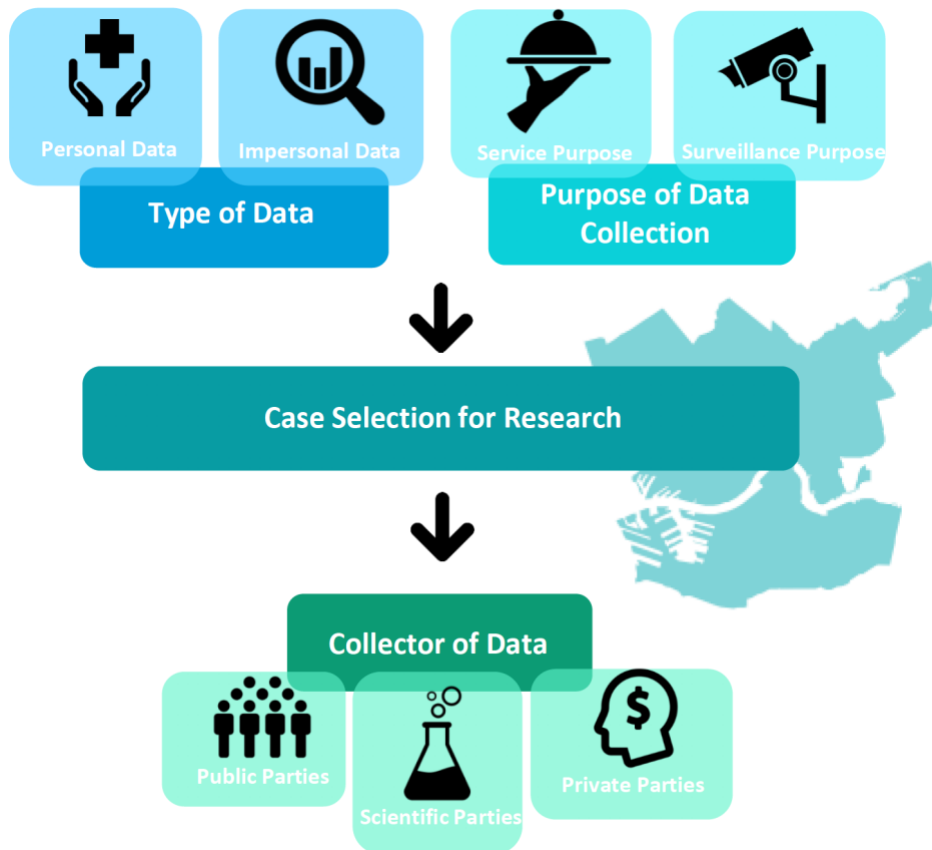 Personal Data
Impersonal Data
Service Purpose
Surveillance Purpose
Type of Data
Purpose of Data
Collection
Case Selection for Research
Collector of Data
$
Public Parties
Scientific Parties
Private Parties